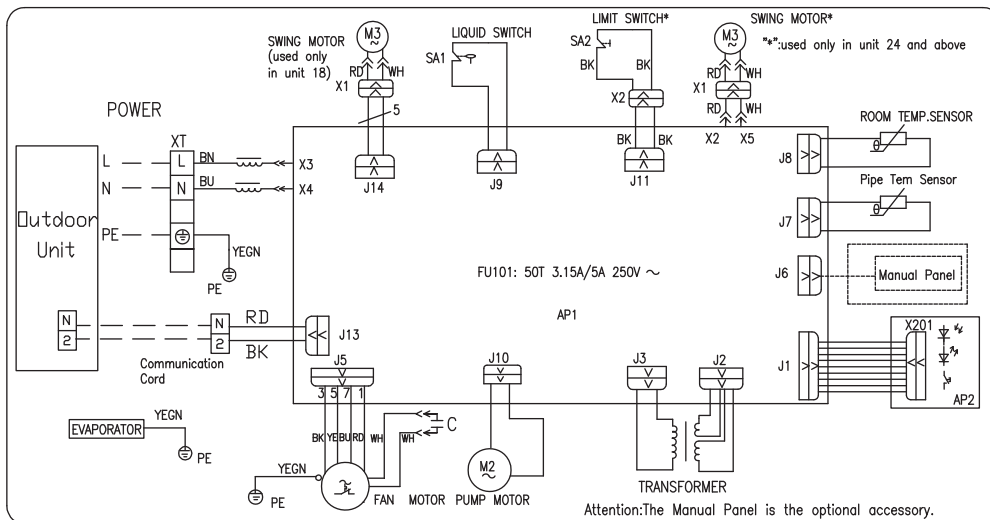 SWING MOTOR
(used only
in unit 18)
M3
~
RD
WH
X1
5
LIQUID SWITCH
SA1
LIMIT SWITCH*
SA2
BK
BK
X2
BK
BK
SWING MOTOR*
M3
~
"*":used only in unit 24 and above
RD
WH
X1
RD
WH
X2
X5
POWER
XT
L
L
BN
X3
N
N
BU
X4
PE
YEGN
PE
Outdoor
Unit
N
2
N
2
RD
BK
J13
Communication
Cord
J14
J9
J11
J8
ROOM TEMP.SENSOR
θ
J7
Pipe Tem Sensor
θ
J6
Manual Panel
FU101: 50T 3.15A/5A 250V ~
AP1
J1
X201
AP2
J5
3
5
7
1
BK
YE
BU
RD
WH
WH
C
J10
J3
J2
EVAPORATOR
YEGN
PE
YEGN
PE
FAN MOTOR
M2
~
PUMP MOTOR
TRANSFORMER
Attention:The Manual Panel is the optional accessory.